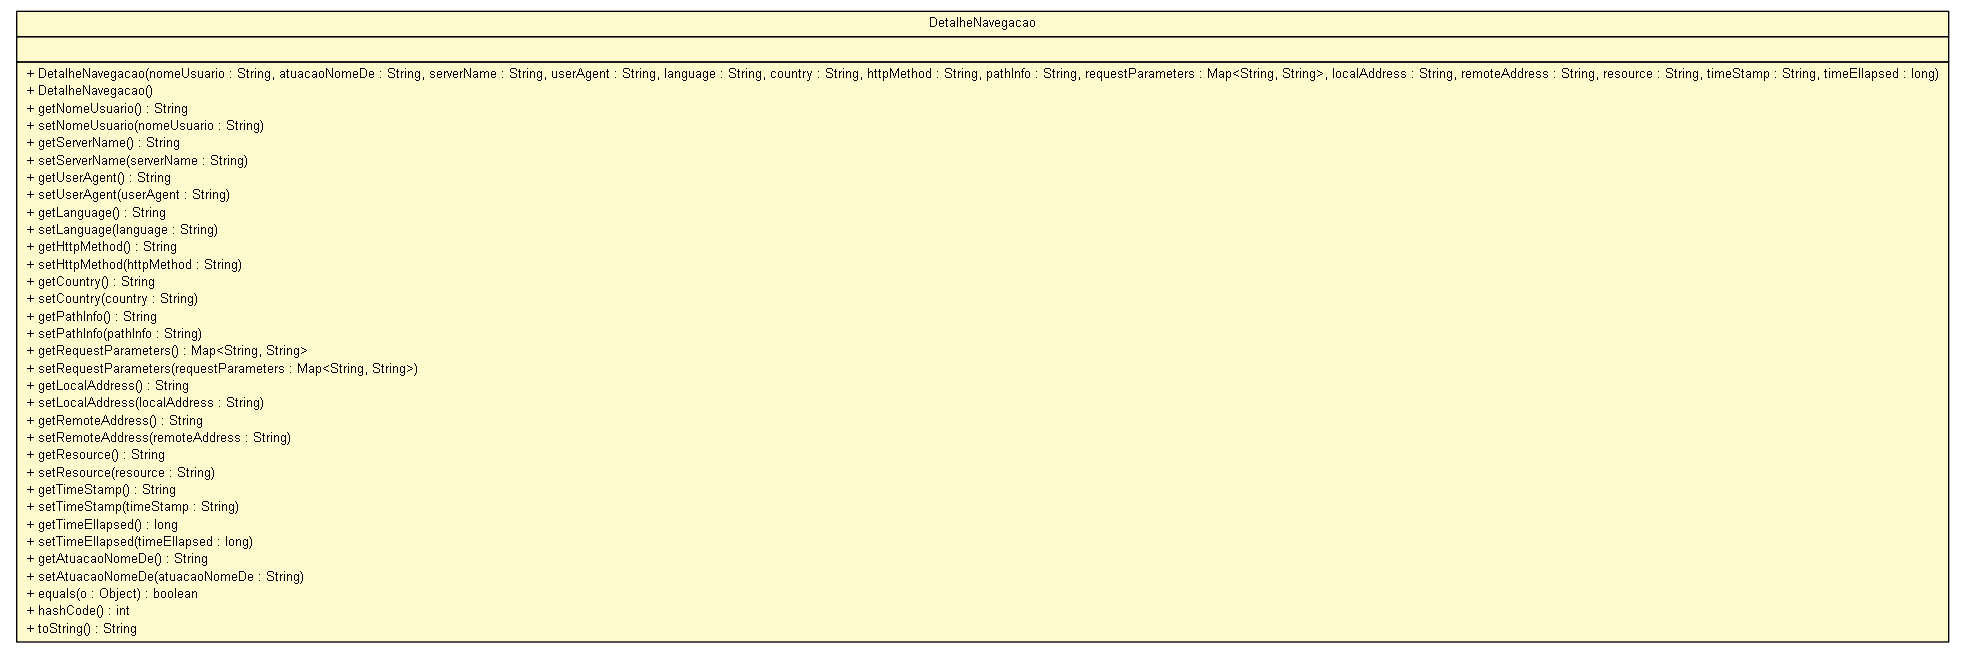 DetalheNavegacao
+ DetalheNavegacao(nomeUsuario : String, atuacaoNomeDe : String, serverName : String, userAgent : String, language : String, country : String, httpMethod : String, pathInfo : String, requestParameters : Map<String, String>, localAddress : String, remoteAddress : String, resource : String, timeStamp : String, timeEllapsed : long)
+ DetalheNavegacao()
+ getNomeUsuario() : String
+ setNomeUsuario(nomeUsuario : String)
+ getServerName() : String
+ setServerName(serverName : String)
+ getUserAgent() : String
+ setUserAgent(userAgent : String)
+ getLanguage() : String
+ setLanguage(language : String)
+ getHttpMethod() : String
+ setHttpMethod(httpMethod : String)
+ getCountry() : String
+ setCountry(country : String)
+ getPathInfo() : String
+ setPathInfo(pathInfo : String)
+ getRequestParameters() : Map<String, String>
+ setRequestParameters(requestParameters : Map<String, String>)
+ getLocalAddress() : String
+ setLocalAddress(localAddress : String)
+ getRemoteAddress() : String
+ setRemoteAddress(remoteAddress : String)
+ getResource() : String
+ setResource(resource : String)
+ getTimeStamp() : String
+ setTimeStamp(timeStamp : String)
+ getTimeEllapsed() : long
+ setTimeEllapsed(timeEllapsed : long)
+ getAtuacaoNomeDe() : String
+ setAtuacaoNomeDe(atuacaoNomeDe : String)
+ equals(o : Object) : boolean
+ hashCode() : int
+ toString() : String